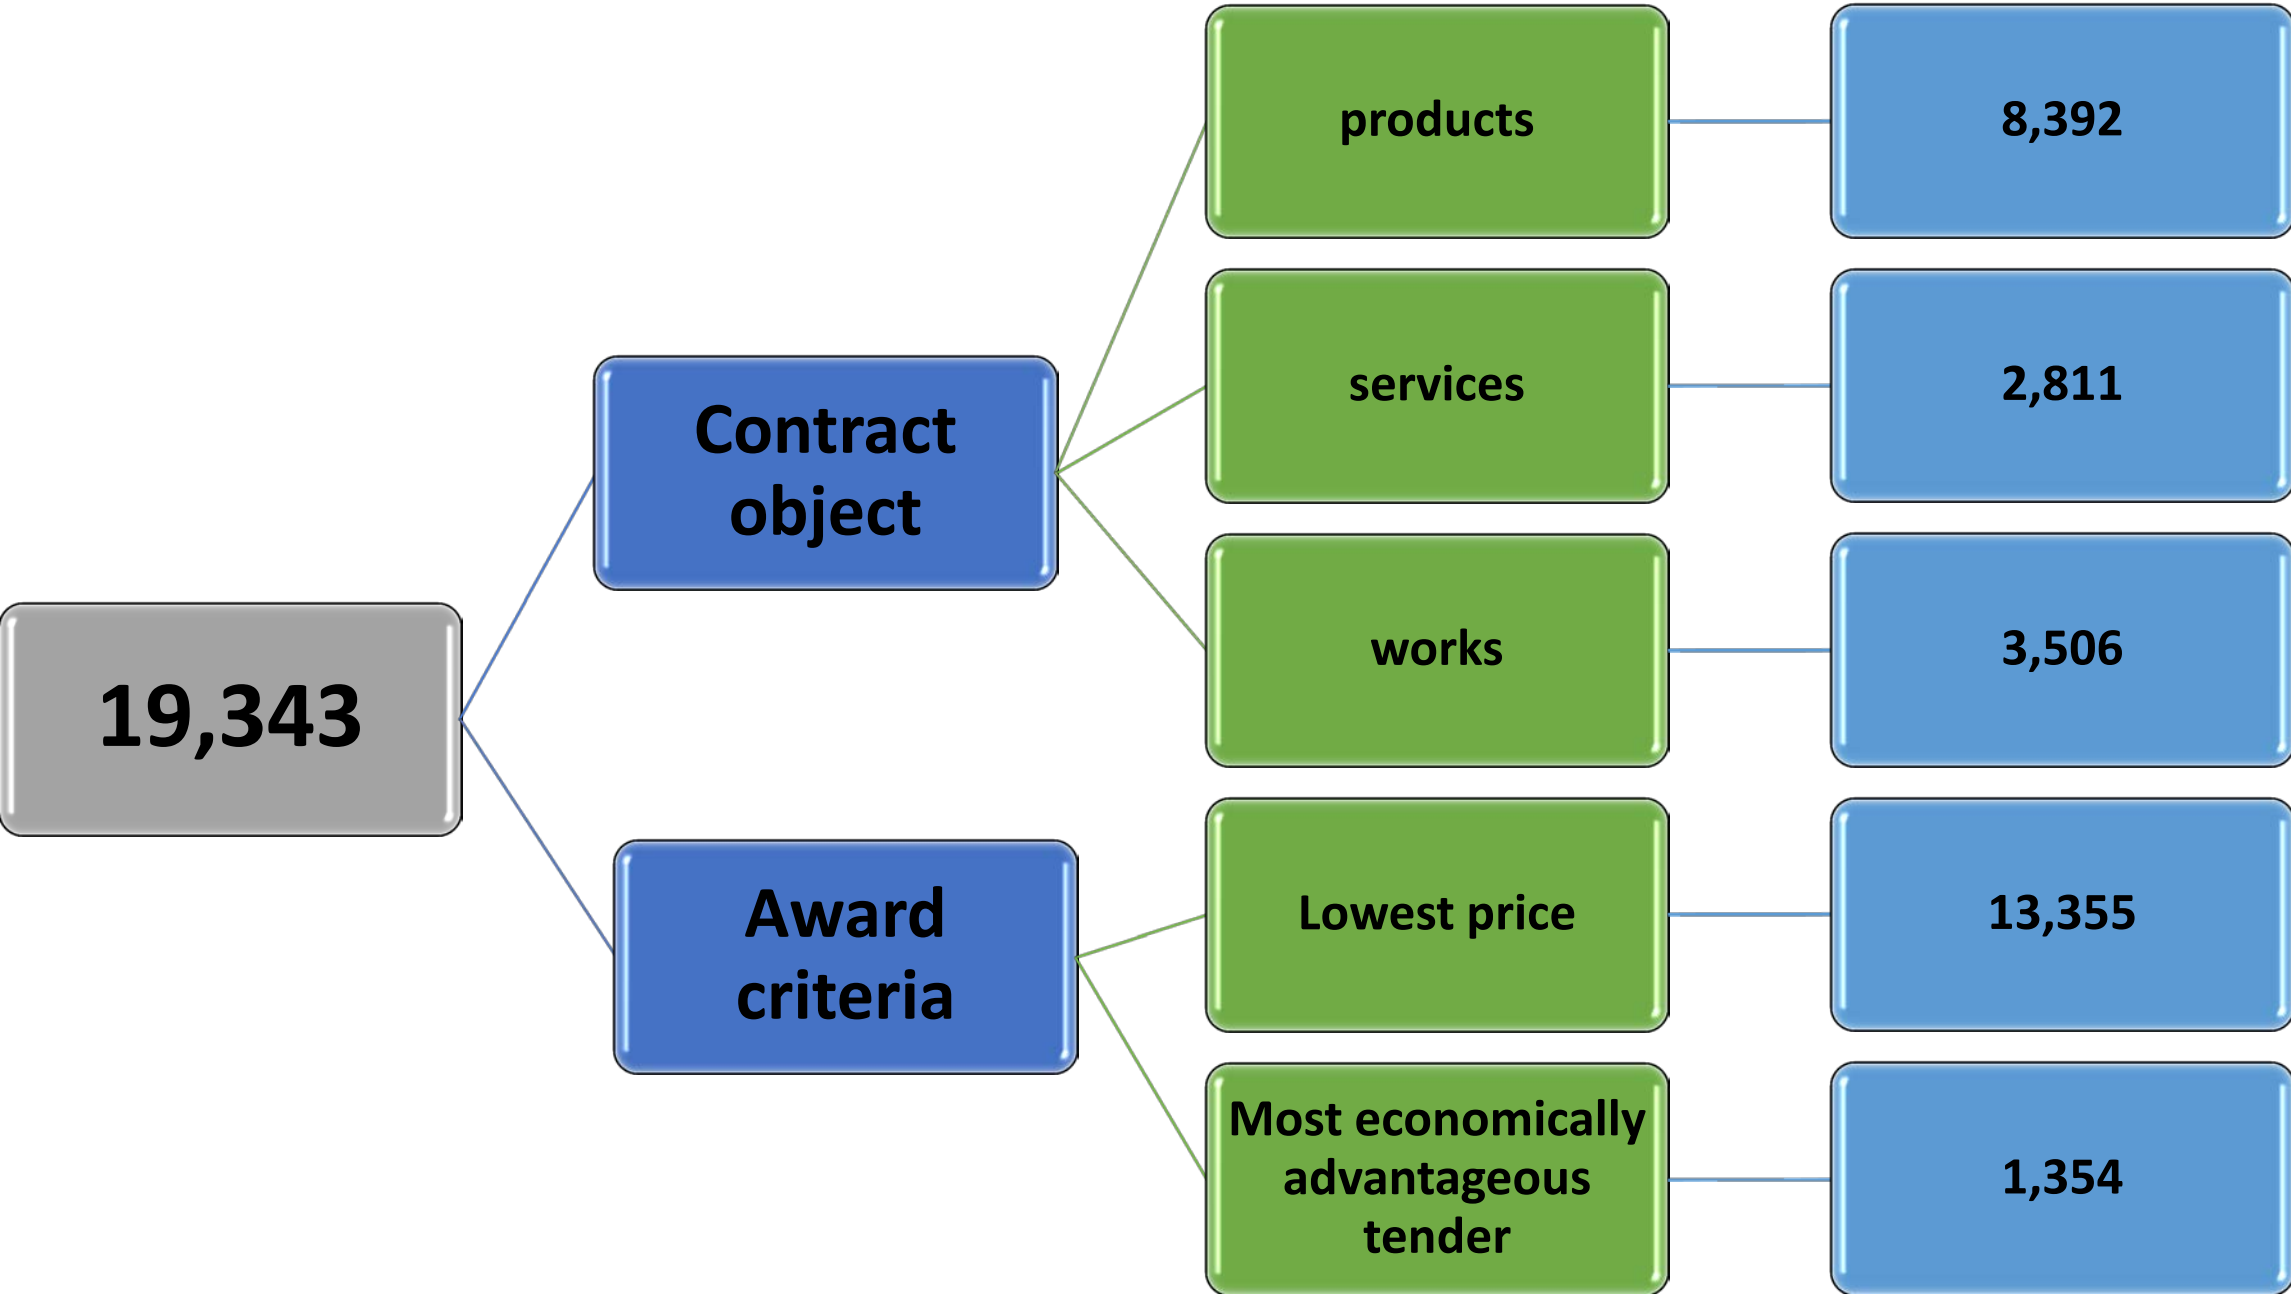 19,343
Contract
object
Award
criteria
products
8,392
services
2,811
works
3,506
Lowest price
13,355
Most economically
advantageous
tender
1,354